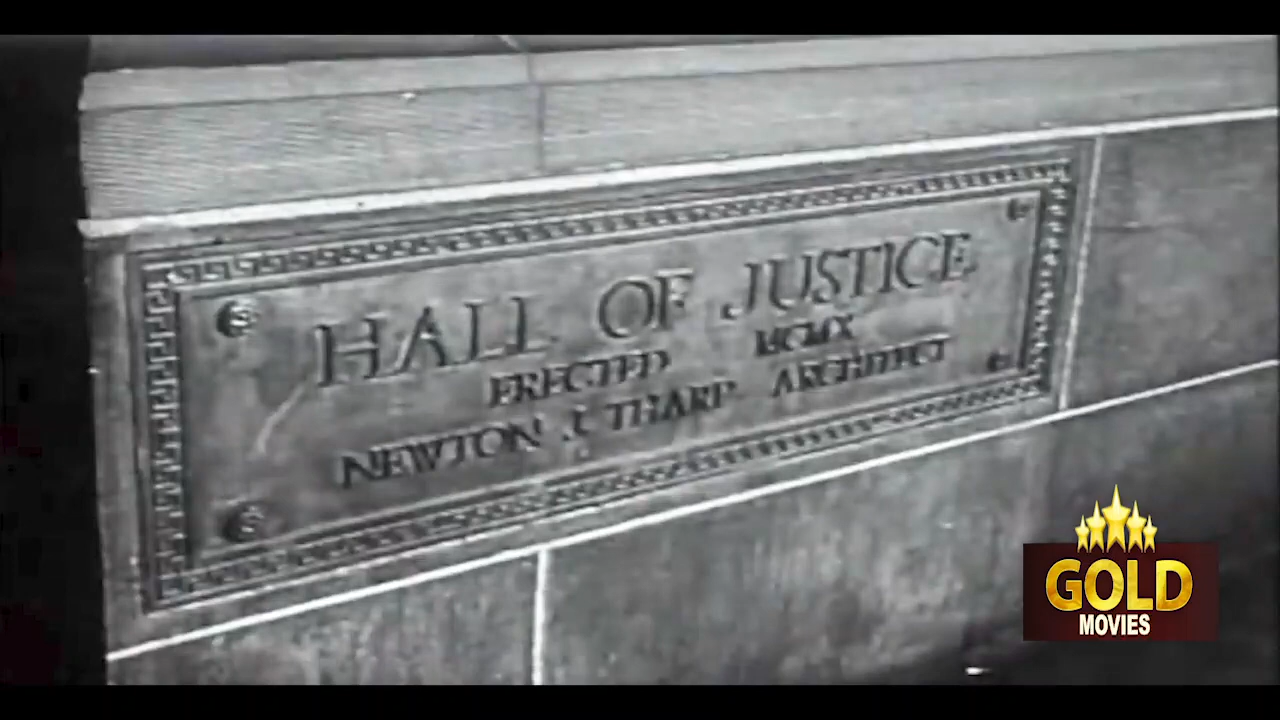 HALL OF JUSTICE
ERECTED MCMX
NEWTON J. THARP ARCHITECT
GOLD
MOVIES